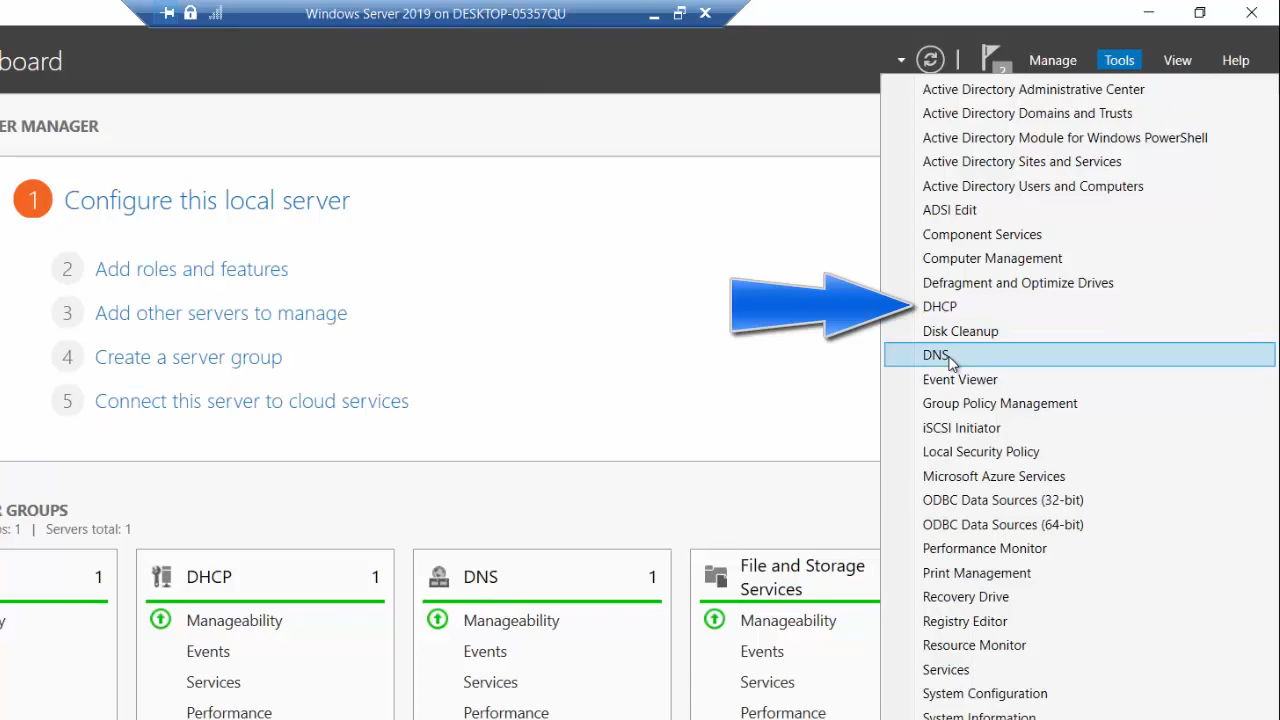 Windows Server 2019 on DESKTOP-05357QU
board
Manage
Tools
View
Help
ER MANAGER
1 Configure this local server
2 Add roles and features
3 Add other servers to manage
4 Create a server group
5 Connect this server to cloud services
Active Directory Administrative Center
Active Directory Domains and Trusts
Active Directory Module for Windows PowerShell
Active Directory Sites and Services
Active Directory Users and Computers
ADSI Edit
Component Services
Computer Management
Defragment and Optimize Drives
DHCP
Disk Cleanup
DNS
Event Viewer
Group Policy Management
iSCSI Initiator
Local Security Policy
Microsoft Azure Services
ODBC Data Sources (32-bit)
ODBC Data Sources (64-bit)
Performance Monitor
Print Management
Recovery Drive
Registry Editor
Resource Monitor
Services
System Configuration
System Information
R GROUPS
ps: 1 | Servers total: 1
1
y
DHCP 1
Manageability
Events
Services
Performance
DNS 1
Manageability
Events
Services
Performance
File and Storage
Services
Manageability
Events
Services
Performance